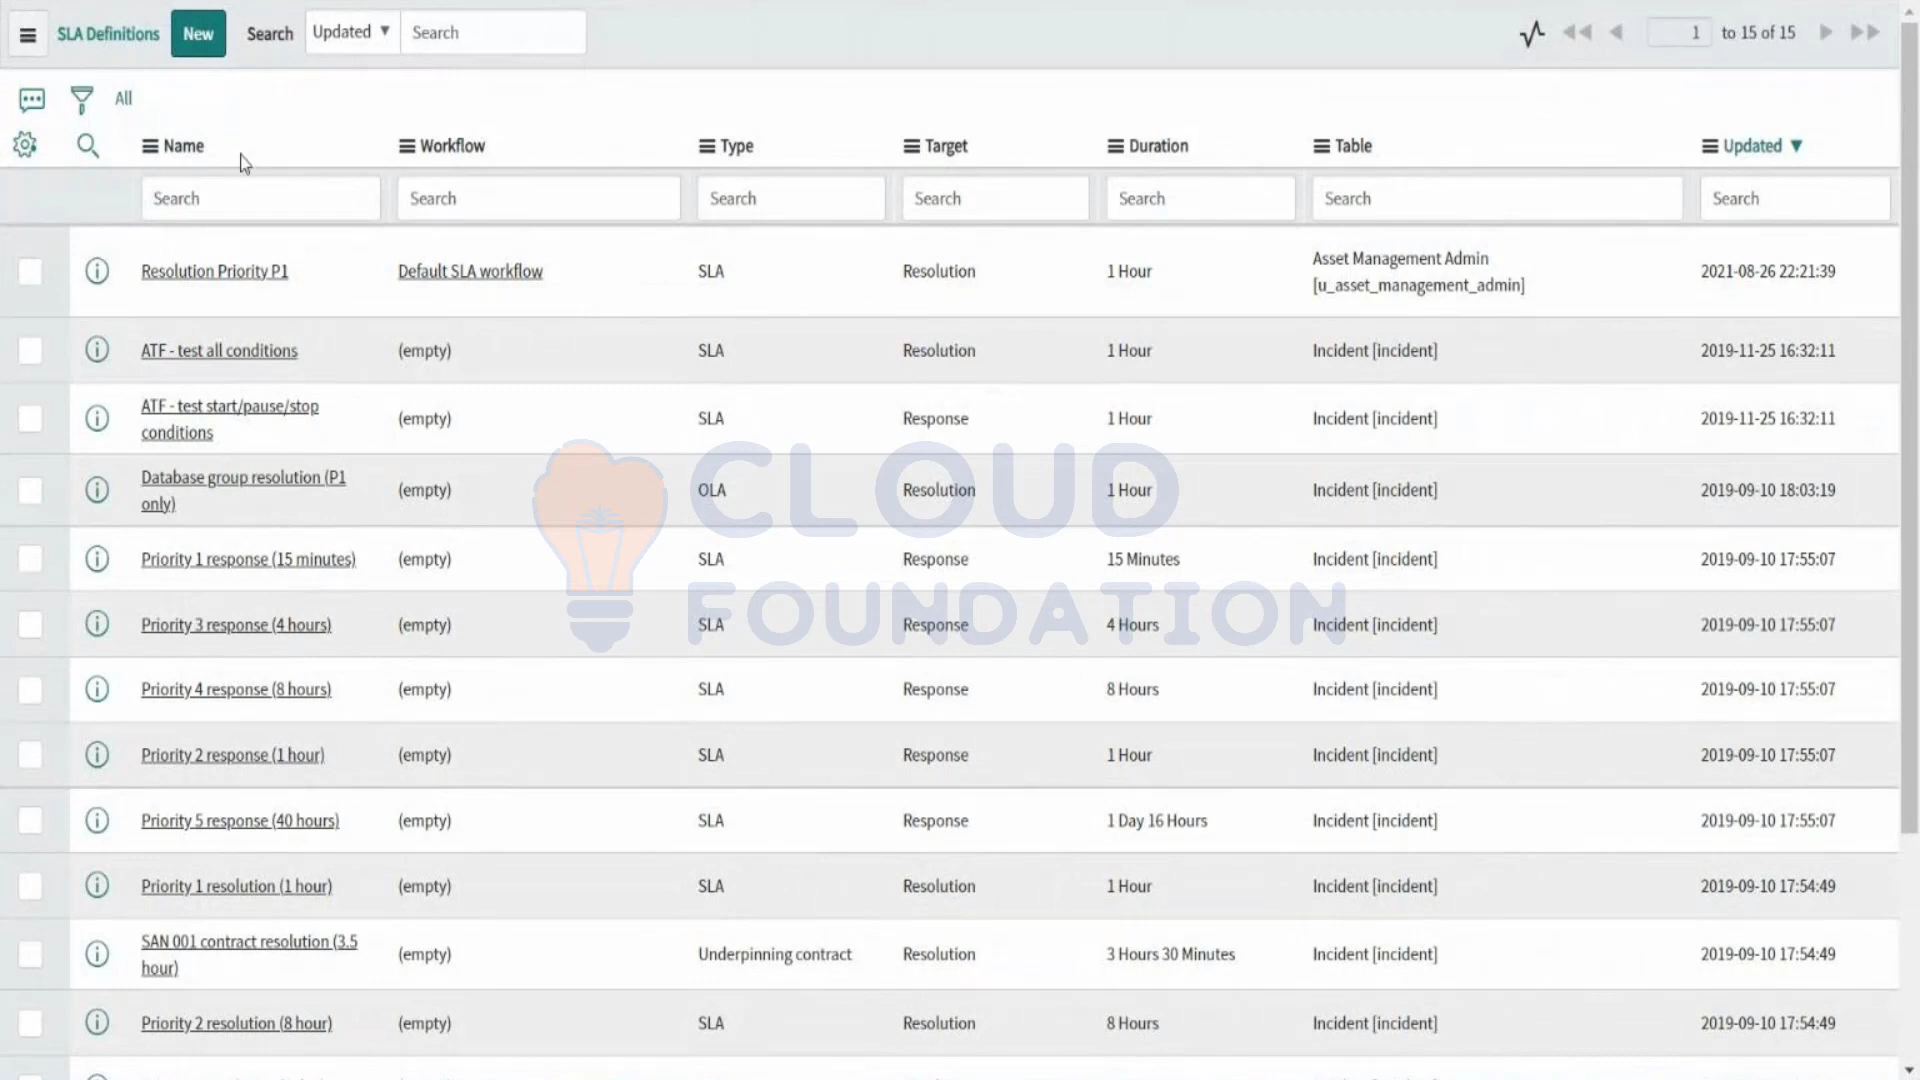 SLA Definitions New Search Updated ▼ Search 1 to 15 of 15
All
Name Workflow Type Target Duration Table Updated ▼
Search Search Search Search Search Search Search
Resolution Priority P1 Default SLA workflow SLA Resolution 1 Hour Asset Management Admin 2021-08-26 22:21:39
[u_asset_management_admin]
ATF - test all conditions (empty) SLA Resolution 1 Hour Incident [incident] 2019-11-25 16:32:11
ATF - test start/pause/stop
conditions (empty) SLA Response 1 Hour Incident [incident] 2019-11-25 16:32:11
Database group resolution (P1
only) (empty) OLA Resolution 1 Hour Incident [incident] 2019-09-10 18:03:19
Priority 1 response (15 minutes) (empty) SLA Response 15 Minutes Incident [incident] 2019-09-10 17:55:07
Priority 3 response (4 hours) (empty) SLA Response 4 Hours Incident [incident] 2019-09-10 17:55:07
Priority 4 response (8 hours) (empty) SLA Response 8 Hours Incident [incident] 2019-09-10 17:55:07
Priority 2 response (1 hour) (empty) SLA Response 1 Hour Incident [incident] 2019-09-10 17:55:07
Priority 5 response (40 hours) (empty) SLA Response 1 Day 16 Hours Incident [incident] 2019-09-10 17:55:07
Priority 1 resolution (1 hour) (empty) SLA Resolution 1 Hour Incident [incident] 2019-09-10 17:54:49
SAN 001 contract resolution (3.5
hour) (empty) Underpinning contract Resolution 3 Hours 30 Minutes Incident [incident] 2019-09-10 17:54:49
Priority 2 resolution (8 hour) (empty) SLA Resolution 8 Hours Incident [incident] 2019-09-10 17:54:49
CLOUD
FOUNDATION